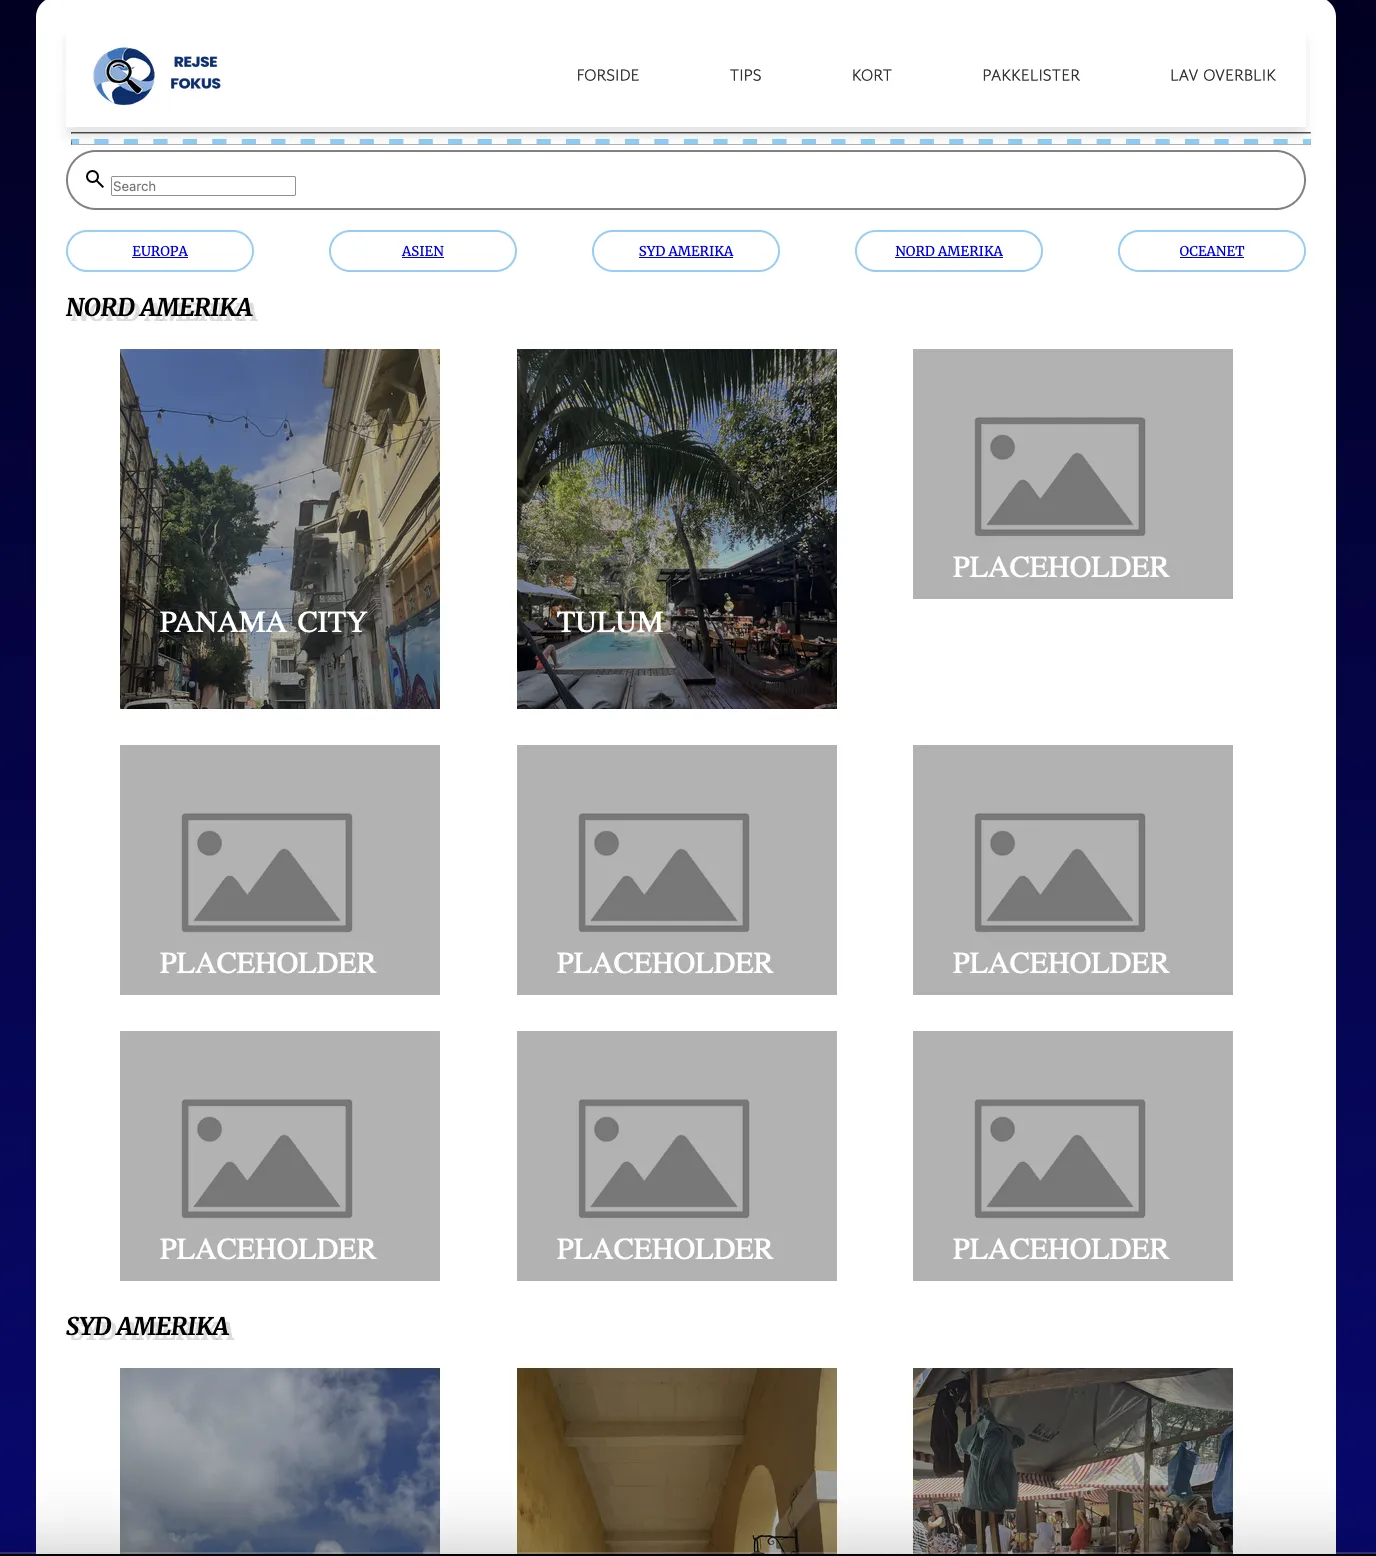 REJSE
FOKUS
FORSIDE
TIPS
KORT
PAKKELISTER
LAV OVERBLIK
Search
EUROPA
ASIEN
SYD AMERIKA
NORD AMERIKA
OCEANET
NORD AMERIKA
PANAMA CITY
TULUM
PLACEHOLDER
PLACEHOLDER
PLACEHOLDER
PLACEHOLDER
PLACEHOLDER
PLACEHOLDER
PLACEHOLDER
SYD AMERIKA